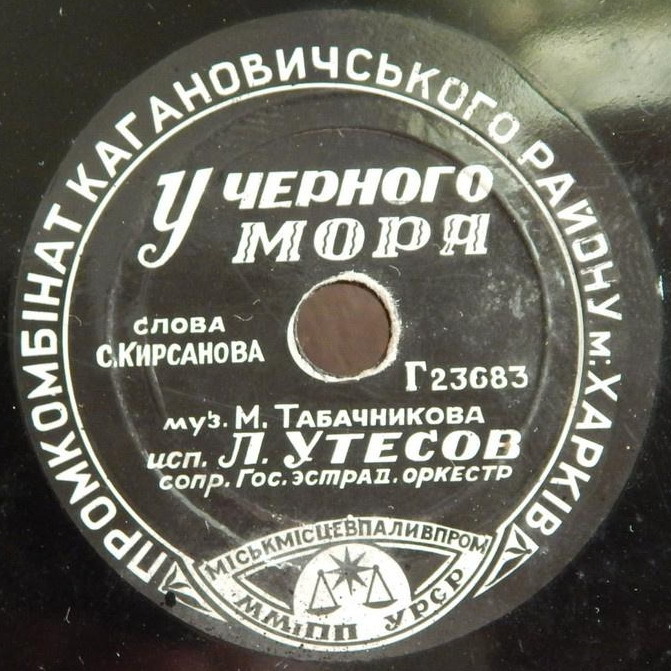 ПРОМКОМБІНАТ КАГАНОВИЧСЬКОГО РАЙОНУ м. ХАРКІВ
У ЧЕРНОГО
МОРЯ
СЛОВА
С. КИРСАНОВА
Г 23683
муз. М. ТАБАЧНИКОВА
исп. Л. УТЕСОВ
сопр. Гос. эстрад. оркестр
МІСЬКМІСЦЕВПАЛИВПРОМ
ММІПП УРСР